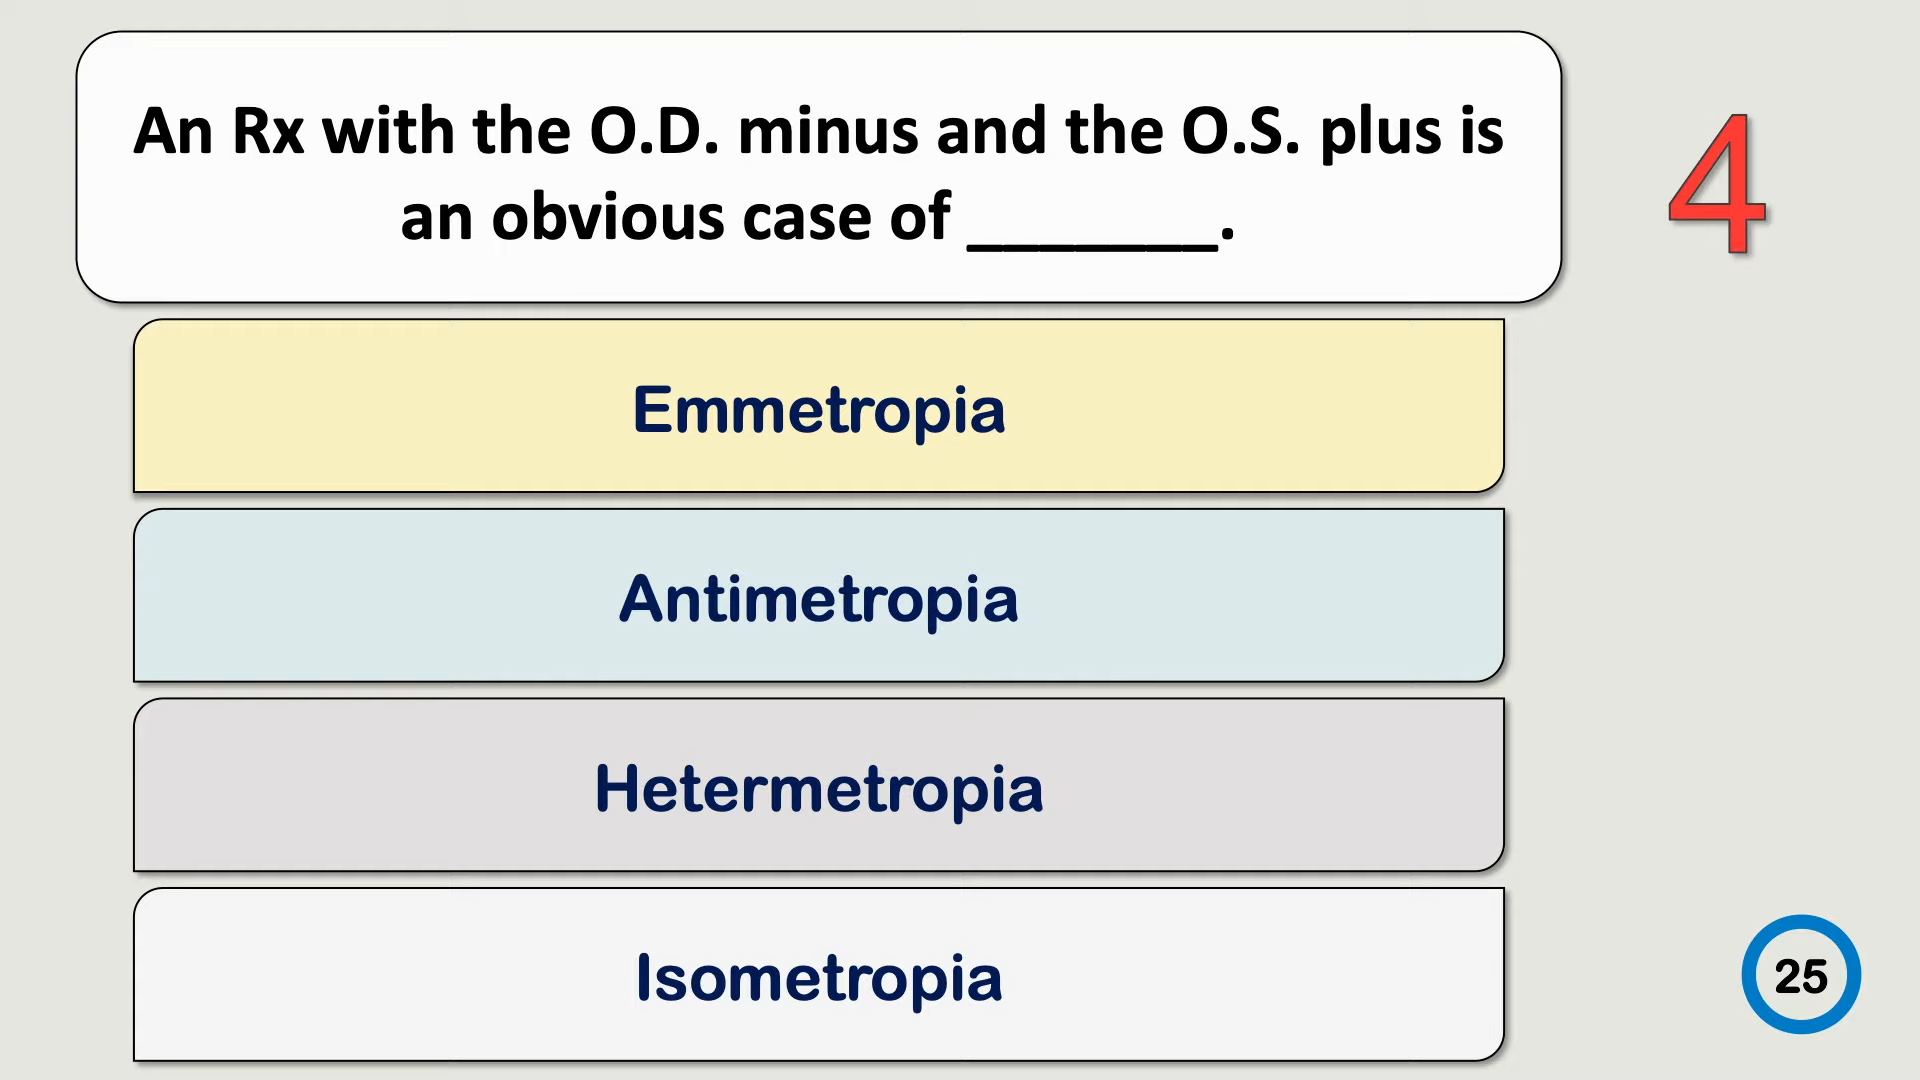 An Rx with the O.D. minus and the O.S. plus is
an obvious case of _______.
4
Emmetropia
Antimetropia
Hetermetropia
Isometropia
25